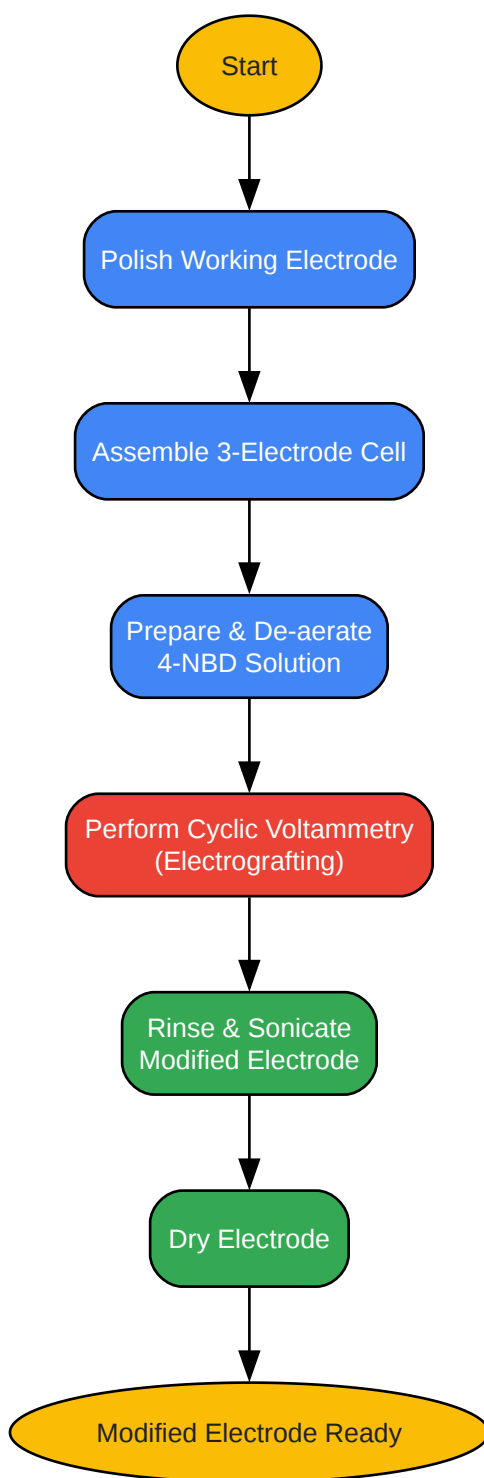 Start
Polish Working Electrode
Assemble 3-Electrode Cell
Prepare & De-aerate
4-NBD Solution
Perform Cyclic Voltammetry
(Electrografting)
Rinse & Sonicate
Modified Electrode
Dry Electrode
Modified Electrode Ready